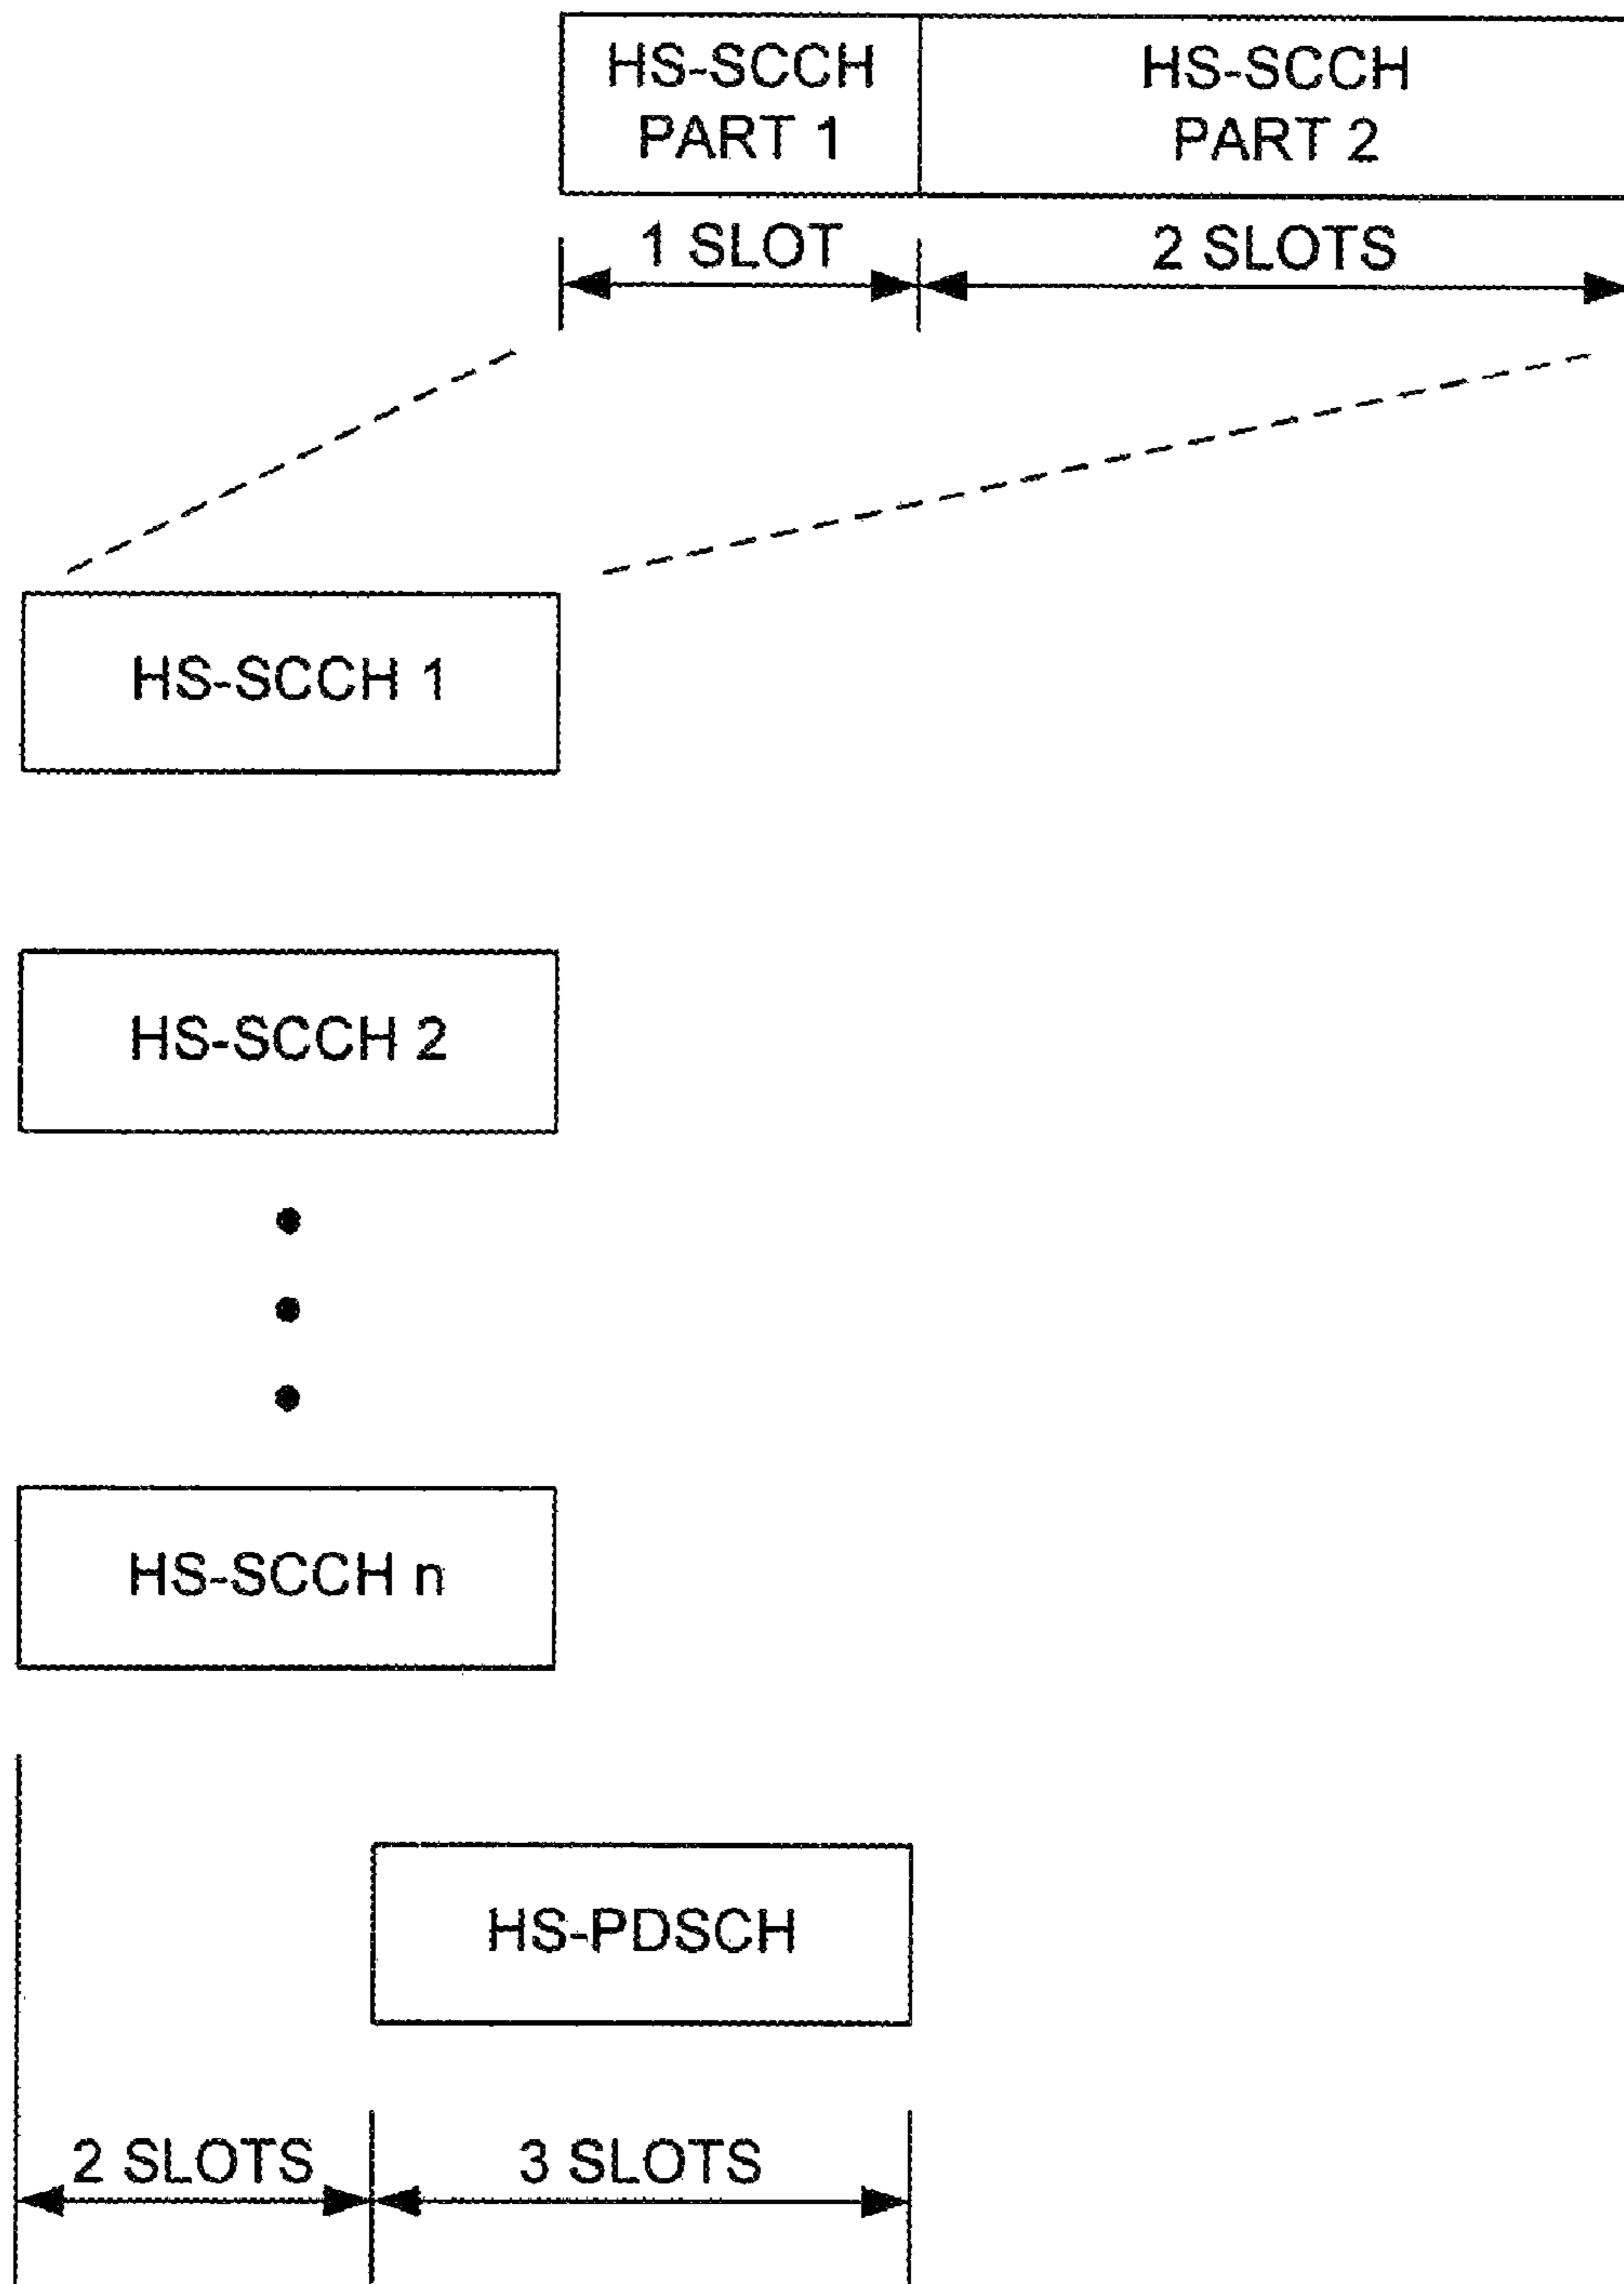 HS-SCCH
PART 1
HS-SCCH
PART 2
1 SLOT
2 SLOTS
HS-SCCH 1
HS-SCCH 2
HS-SCCH n
HS-PDSCH
2 SLOTS
3 SLOTS